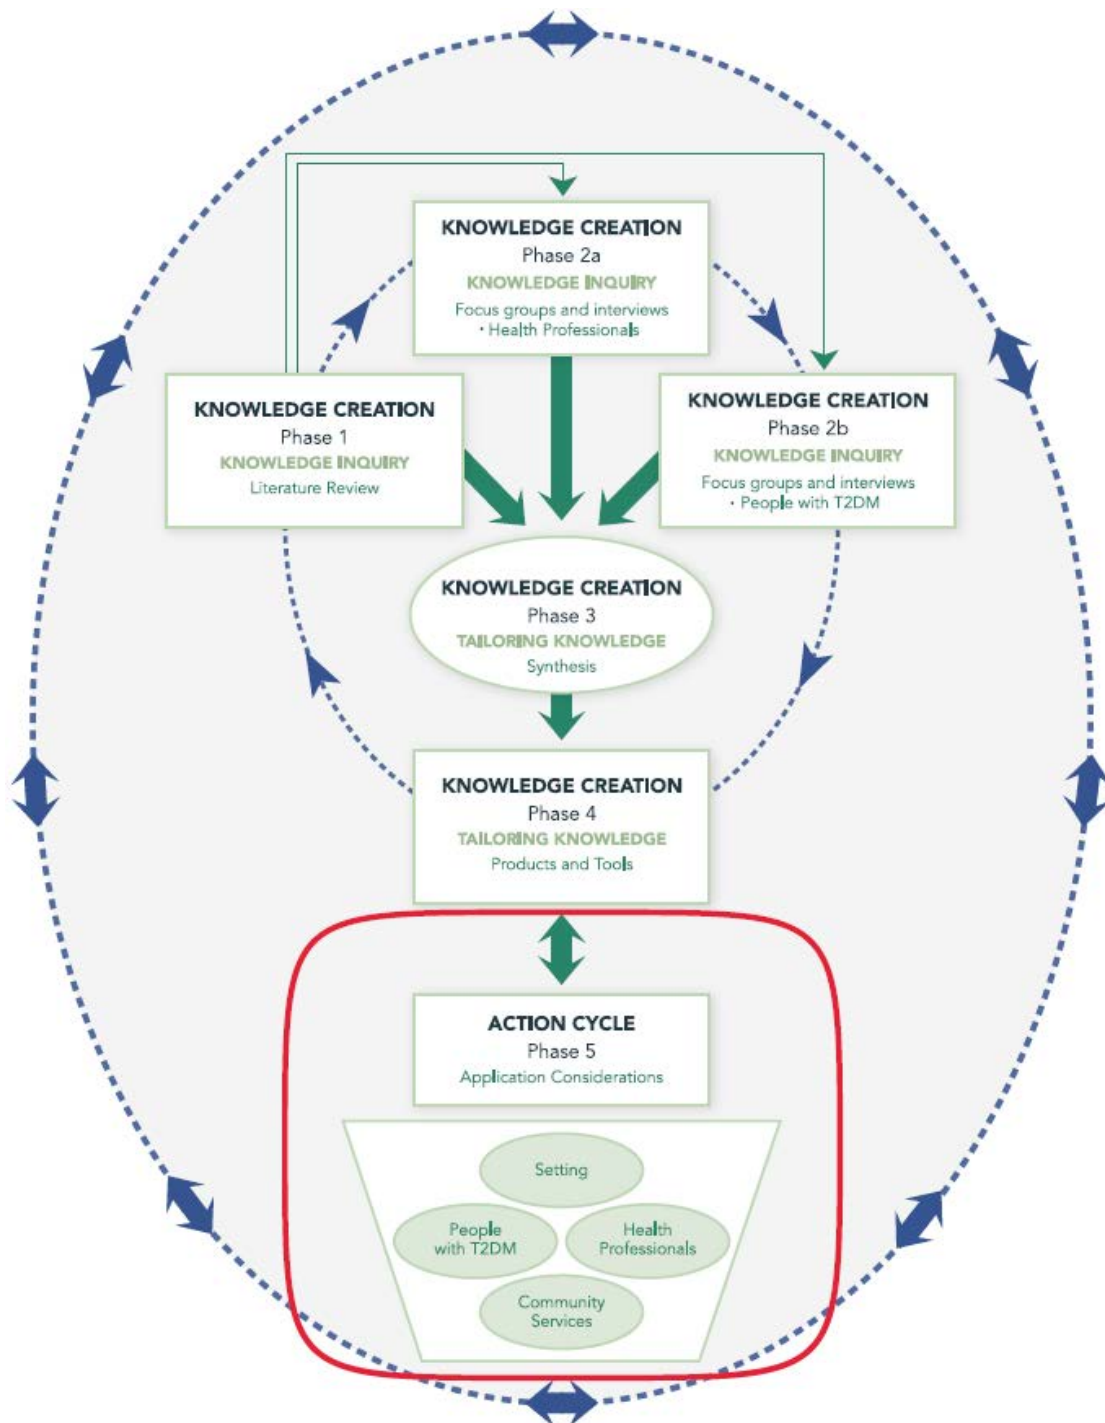 KNOWLEDGE CREATION
Phase 2a
KNOWLEDGE INQUIRY
Focus groups and interviews
• Health Professionals
KNOWLEDGE CREATION
Phase 1
KNOWLEDGE INQUIRY
Literature Review
KNOWLEDGE CREATION
Phase 2b
KNOWLEDGE INQUIRY
Focus groups and interviews
• People with T2DM
KNOWLEDGE CREATION
Phase 3
TAILORING KNOWLEDGE
Synthesis
KNOWLEDGE CREATION
Phase 4
TAILORING KNOWLEDGE
Products and Tools
ACTION CYCLE
Phase 5
Application Considerations
Setting
People
with T2DM
Health
Professionals
Community
Services